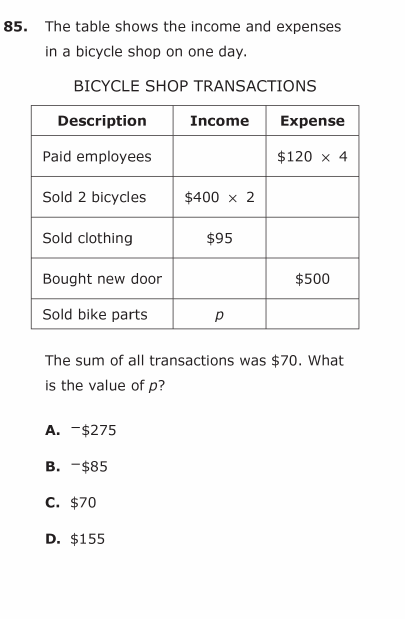 85. The table shows the income and expenses
in a bicycle shop on one day.
BICYCLE SHOP TRANSACTIONS
Description Income Expense
Paid employees $120 × 4
Sold 2 bicycles $400 × 2
Sold clothing $95
Bought new door $500
Sold bike parts p
The sum of all transactions was $70. What
is the value of p?
A. ⁻$275
B. ⁻$85
C. $70
D. $155